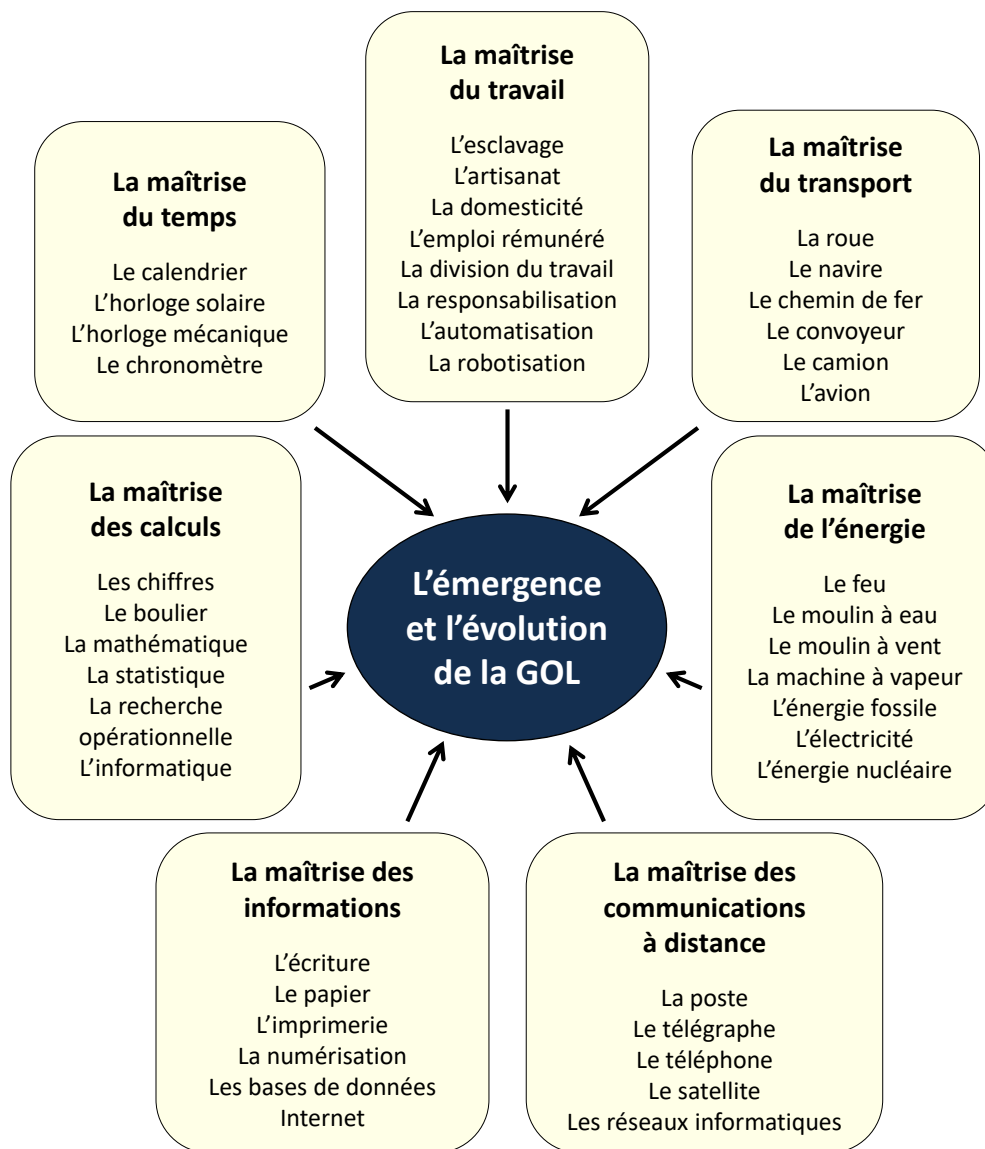 La maîtrise
du travail
L'esclavage
L'artisanat
La domesticité
L'emploi rémunéré
La division du travail
La responsabilisation
L'automatisation
La robotisation
La maîtrise
du temps
Le calendrier
L'horloge solaire
L'horloge mécanique
Le chronomètre
La maîtrise
du transport
La roue
Le navire
Le chemin de fer
Le convoyeur
Le camion
L'avion
La maîtrise
des calculs
Les chiffres
Le boulier
La mathématique
La statistique
La recherche
opérationnelle
L'informatique
L'émergence
et l'évolution
de la GOL
La maîtrise
de l'énergie
Le feu
Le moulin à eau
Le moulin à vent
La machine à vapeur
L'énergie fossile
L'électricité
L'énergie nucléaire
La maîtrise des
informations
L'écriture
Le papier
L'imprimerie
La numérisation
Les bases de données
Internet
La maîtrise des
communications
à distance
La poste
Le télégraphe
Le téléphone
Le satellite
Les réseaux informatiques